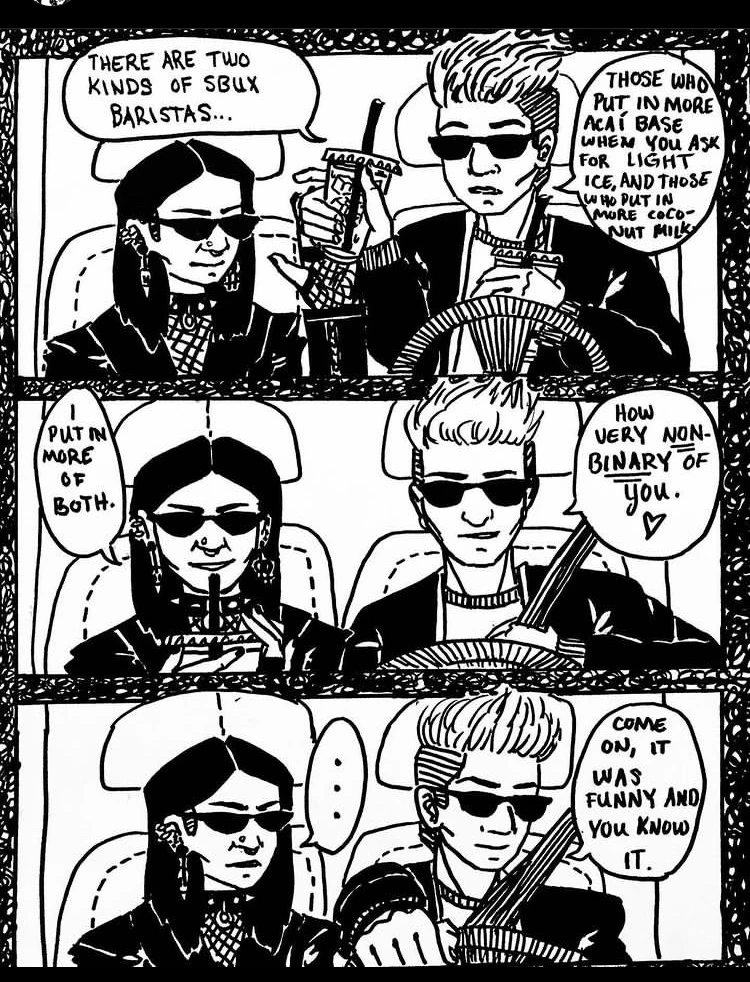 THERE ARE TWO
KINDS OF SBUX
BARISTAS...
THOSE WHO
PUT IN MORE
ACAÍ BASE
WHEN YOU ASK
FOR LIGHT
ICE, AND THOSE
WHO PUT IN
MORE COCO-
NUT MILK.
I
PUT IN
MORE
OF
BOTH.
HOW
VERY NON-
BINARY OF
YOU.
...
COME
ON, IT
WAS
FUNNY AND
YOU KNOW
IT.